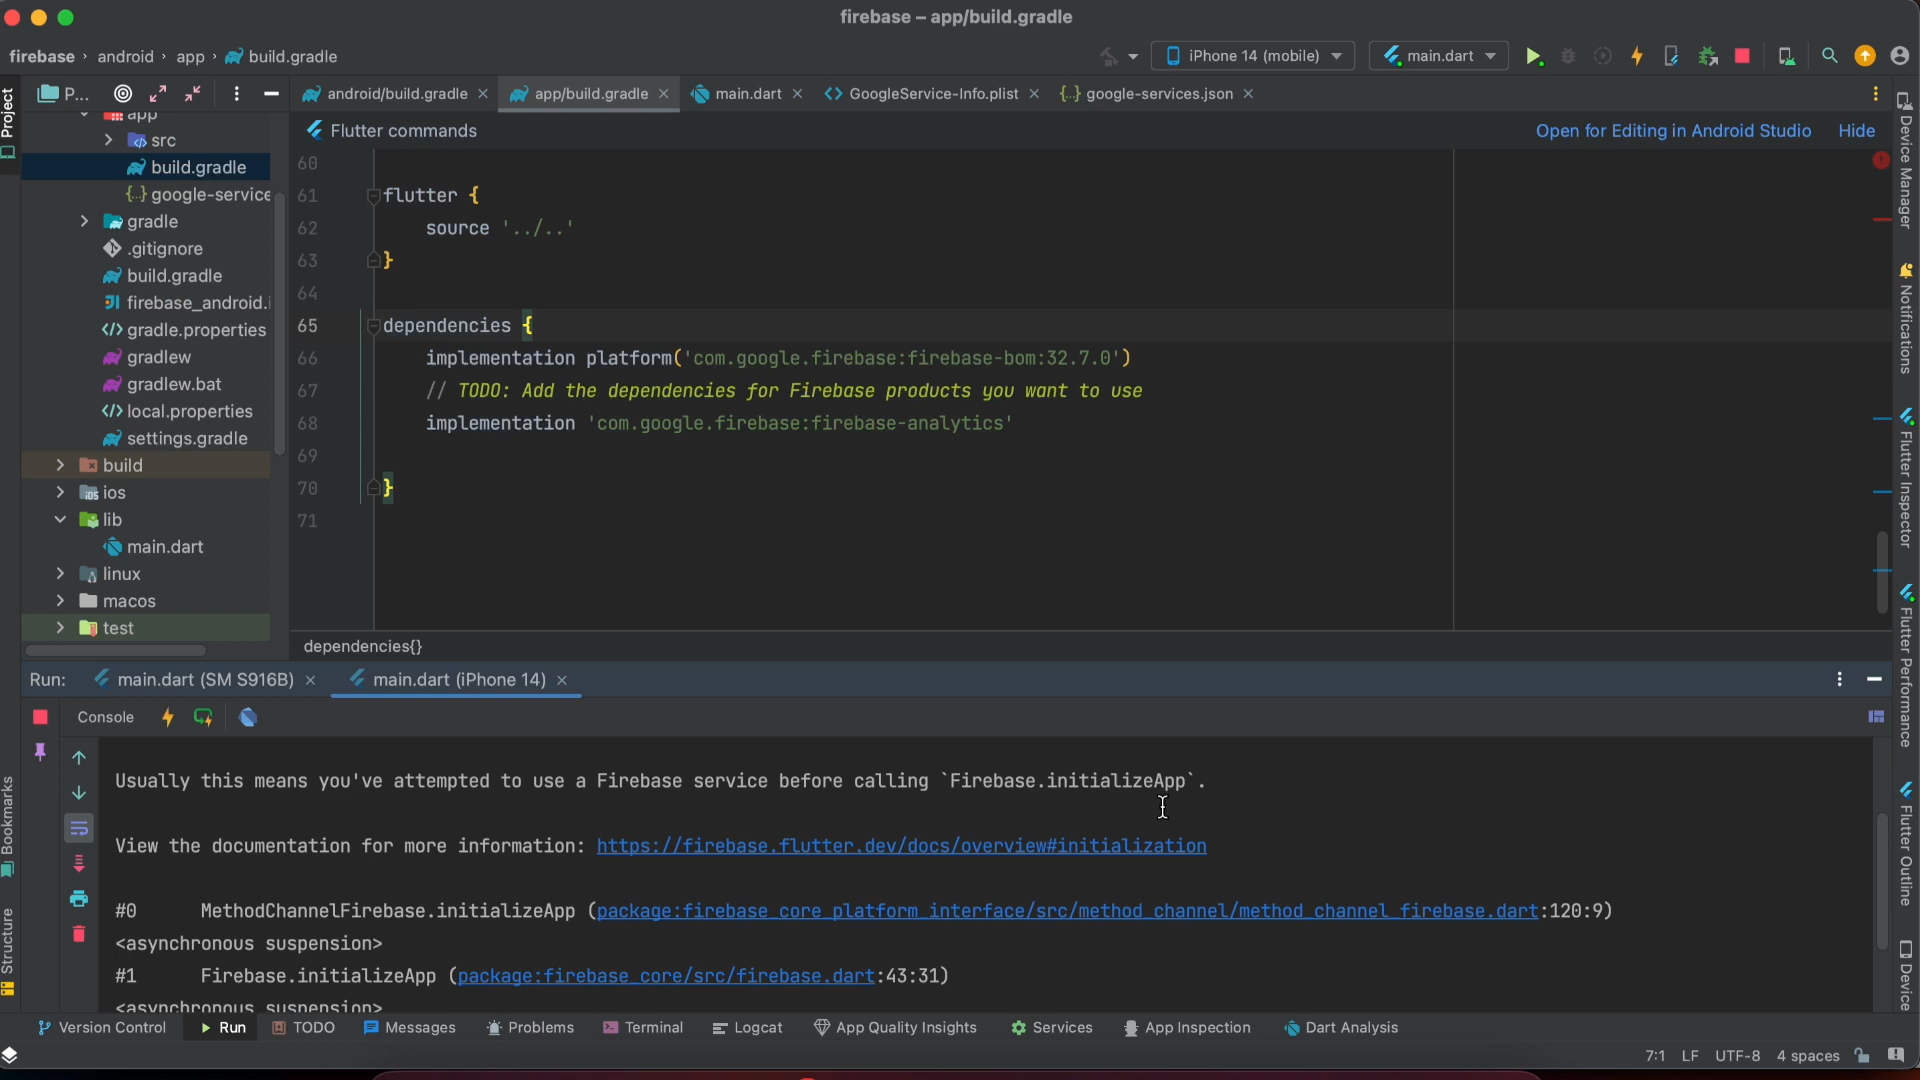 firebase – app/build.gradle
firebase › android › app › build.gradle
iPhone 14 (mobile)
main.dart
Project
P...
android/build.gradle
app/build.gradle
main.dart
GoogleService-Info.plist
google-services.json
Flutter commands
Open for Editing in Android Studio
Hide
app
src
build.gradle
google-service
gradle
.gitignore
build.gradle
firebase_android.i
gradle.properties
gradlew
gradlew.bat
local.properties
settings.gradle
build
ios
lib
main.dart
linux
macos
test
60
61 flutter {
62 source '../..'
63 }
64
65 dependencies {
66 implementation platform('com.google.firebase:firebase-bom:32.7.0')
67 // TODO: Add the dependencies for Firebase products you want to use
68 implementation 'com.google.firebase:firebase-analytics'
69
70 }
71
dependencies{}
Device Manager
Notifications
Flutter Inspector
Flutter Performance
Flutter Outline
Device
Run:
main.dart (SM S916B)
main.dart (iPhone 14)
Console
Bookmarks
Structure
Usually this means you've attempted to use a Firebase service before calling `Firebase.initializeApp`.
View the documentation for more information: https://firebase.flutter.dev/docs/overview#initialization
#0 MethodChannelFirebase.initializeApp (package:firebase_core_platform_interface/src/method_channel/method_channel_firebase.dart:120:9)
<asynchronous suspension>
#1 Firebase.initializeApp (package:firebase_core/src/firebase.dart:43:31)
<asynchronous suspension>
Version Control
Run
TODO
Messages
Problems
Terminal
Logcat
App Quality Insights
Services
App Inspection
Dart Analysis
7:1 LF UTF-8 4 spaces